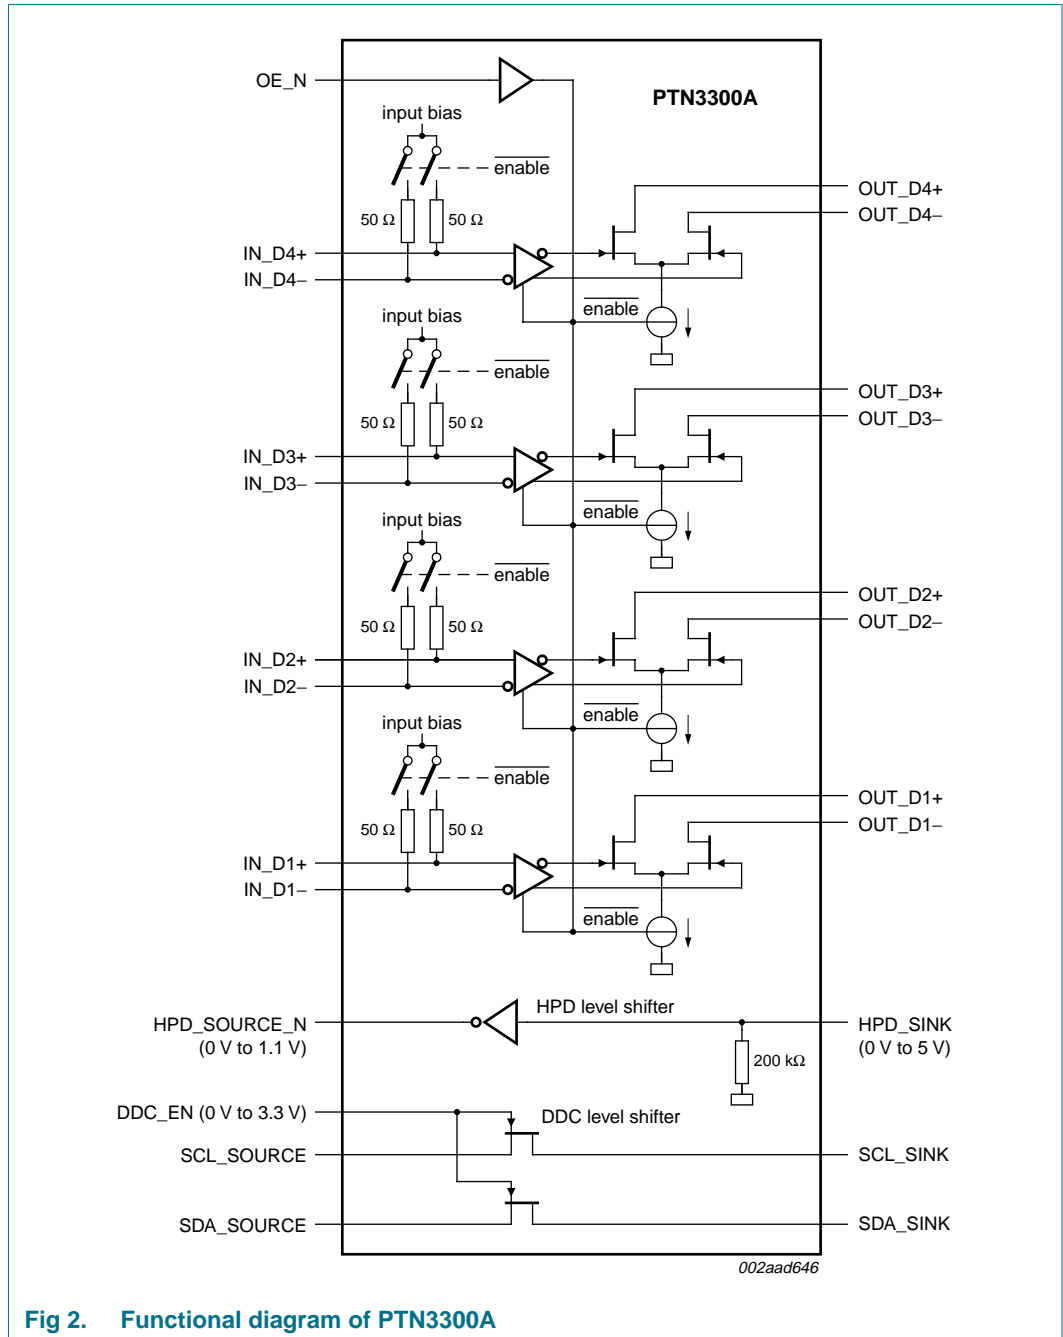 OE_N
PTN3300A
input bias
enable
50 Ω 50 Ω
OUT_D4+
OUT_D4−
IN_D4+
IN_D4−
enable
input bias
enable
50 Ω 50 Ω
OUT_D3+
OUT_D3−
IN_D3+
IN_D3−
enable
input bias
enable
50 Ω 50 Ω
OUT_D2+
OUT_D2−
IN_D2+
IN_D2−
enable
input bias
enable
50 Ω 50 Ω
OUT_D1+
OUT_D1−
IN_D1+
IN_D1−
enable
HPD level shifter
HPD_SOURCE_N
(0 V to 1.1 V)
HPD_SINK
(0 V to 5 V)
200 kΩ
DDC_EN (0 V to 3.3 V)
DDC level shifter
SCL_SOURCE
SCL_SINK
SDA_SOURCE
SDA_SINK
002aad646
Fig 2. Functional diagram of PTN3300A